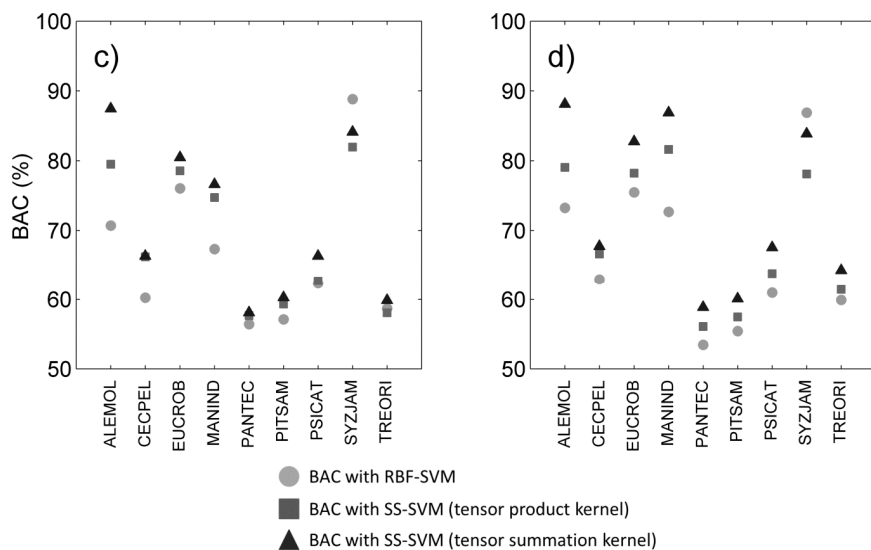 c)
100
90
80
70
60
50
BAC (%)
ALEMOL
CECPEL
EUCROB
MANIND
PANTEC
PITSAM
PSICAT
SYZJAM
TREORI
d)
100
90
80
70
60
50
ALEMOL
CECPEL
EUCROB
MANIND
PANTEC
PITSAM
PSICAT
SYZJAM
TREORI
BAC with RBF-SVM
BAC with SS-SVM (tensor product kernel)
BAC with SS-SVM (tensor summation kernel)